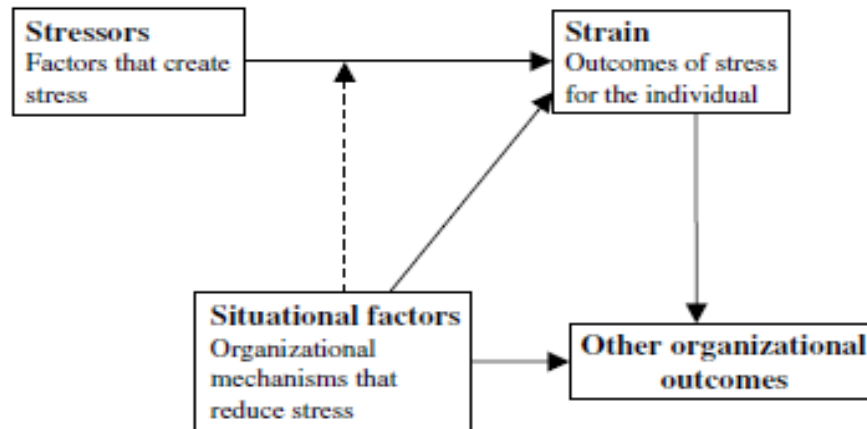 Stressors
Factors that create
stress
Strain
Outcomes of stress
for the individual
Situational factors
Organizational
mechanisms that
reduce stress
Other organizational
outcomes